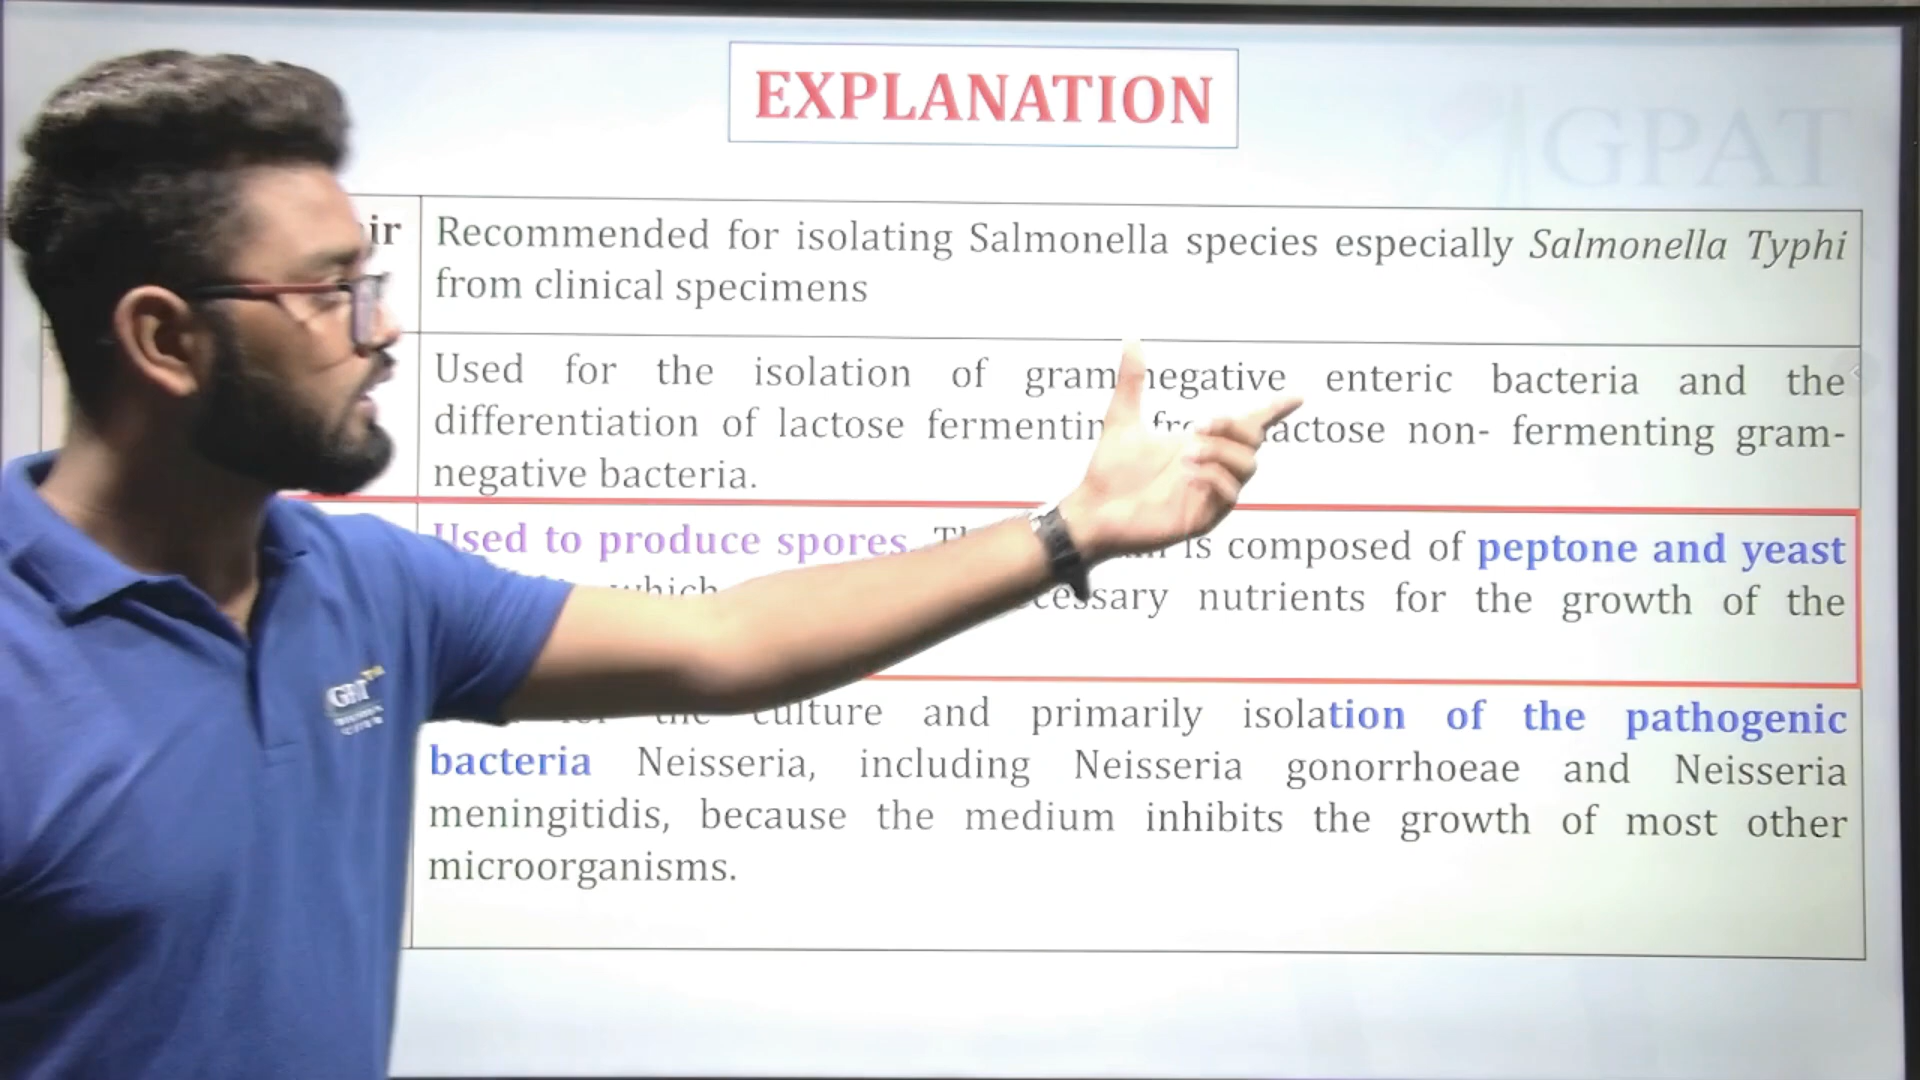 EXPLANATION
GPAT
ir Recommended for isolating Salmonella species especially Salmonella Typhi
from clinical specimens
Used for the isolation of gram negative enteric bacteria and the
differentiation of lactose lactose non- fermenting gram-
negative bacteria.
Used to produce spores. is composed of peptone and yeast
which nutrients for the growth of the
the culture and primarily isolation of the pathogenic
bacteria Neisseria, including Neisseria gonorrhoeae and Neisseria
meningitidis, because the medium inhibits the growth of most other
microorganisms.